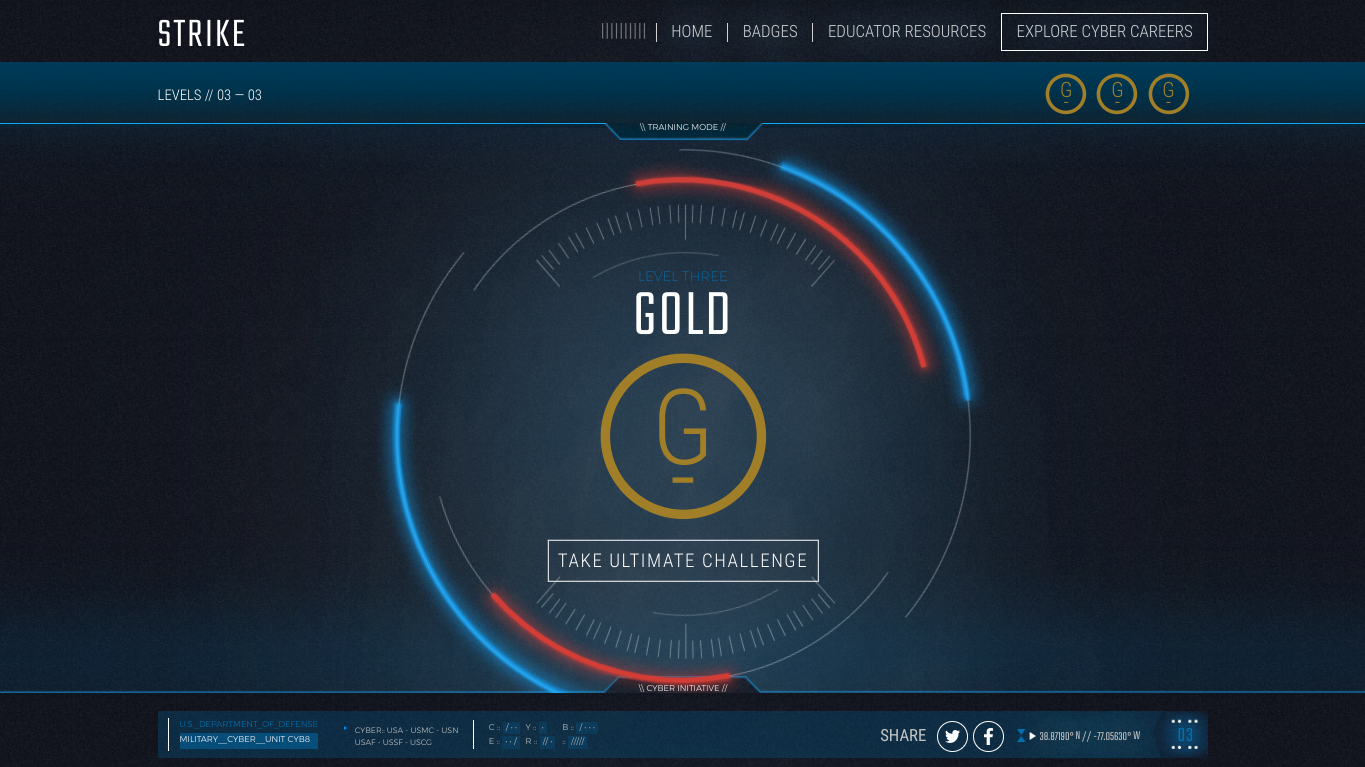 STRIKE
HOME
BADGES
EDUCATOR RESOURCES
EXPLORE CYBER CAREERS
LEVELS // 03 — 03
G
G
G
\\ TRAINING MODE //
LEVEL THREE
GOLD
G
TAKE ULTIMATE CHALLENGE
\\ CYBER INITIATIVE //
U.S._DEPARTMENT_OF_DEFENSE
MILITARY__CYBER__UNIT CYB8
CYBER:: USA - USMC - USN
USAF - USSF - USCG
C :: /·· Y :: · B :: /···
E :: ··/ R :: //· :: /////
SHARE
38.87190° N // -77.05630° W
03